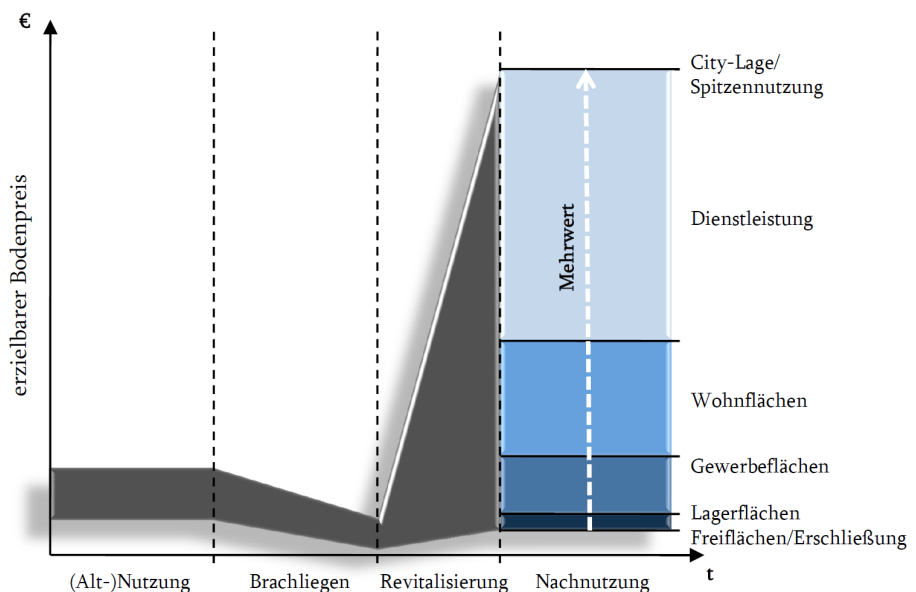 €
City-Lage/
Spitzennutzung
erzielbarer Bodenpreis
Mehrwert
Dienstleistung
Wohnflächen
Gewerbeflächen
Lagerflächen
Freiflächen/Erschließung
t
(Alt-)Nutzung
Brachliegen
Revitalisierung
Nachnutzung